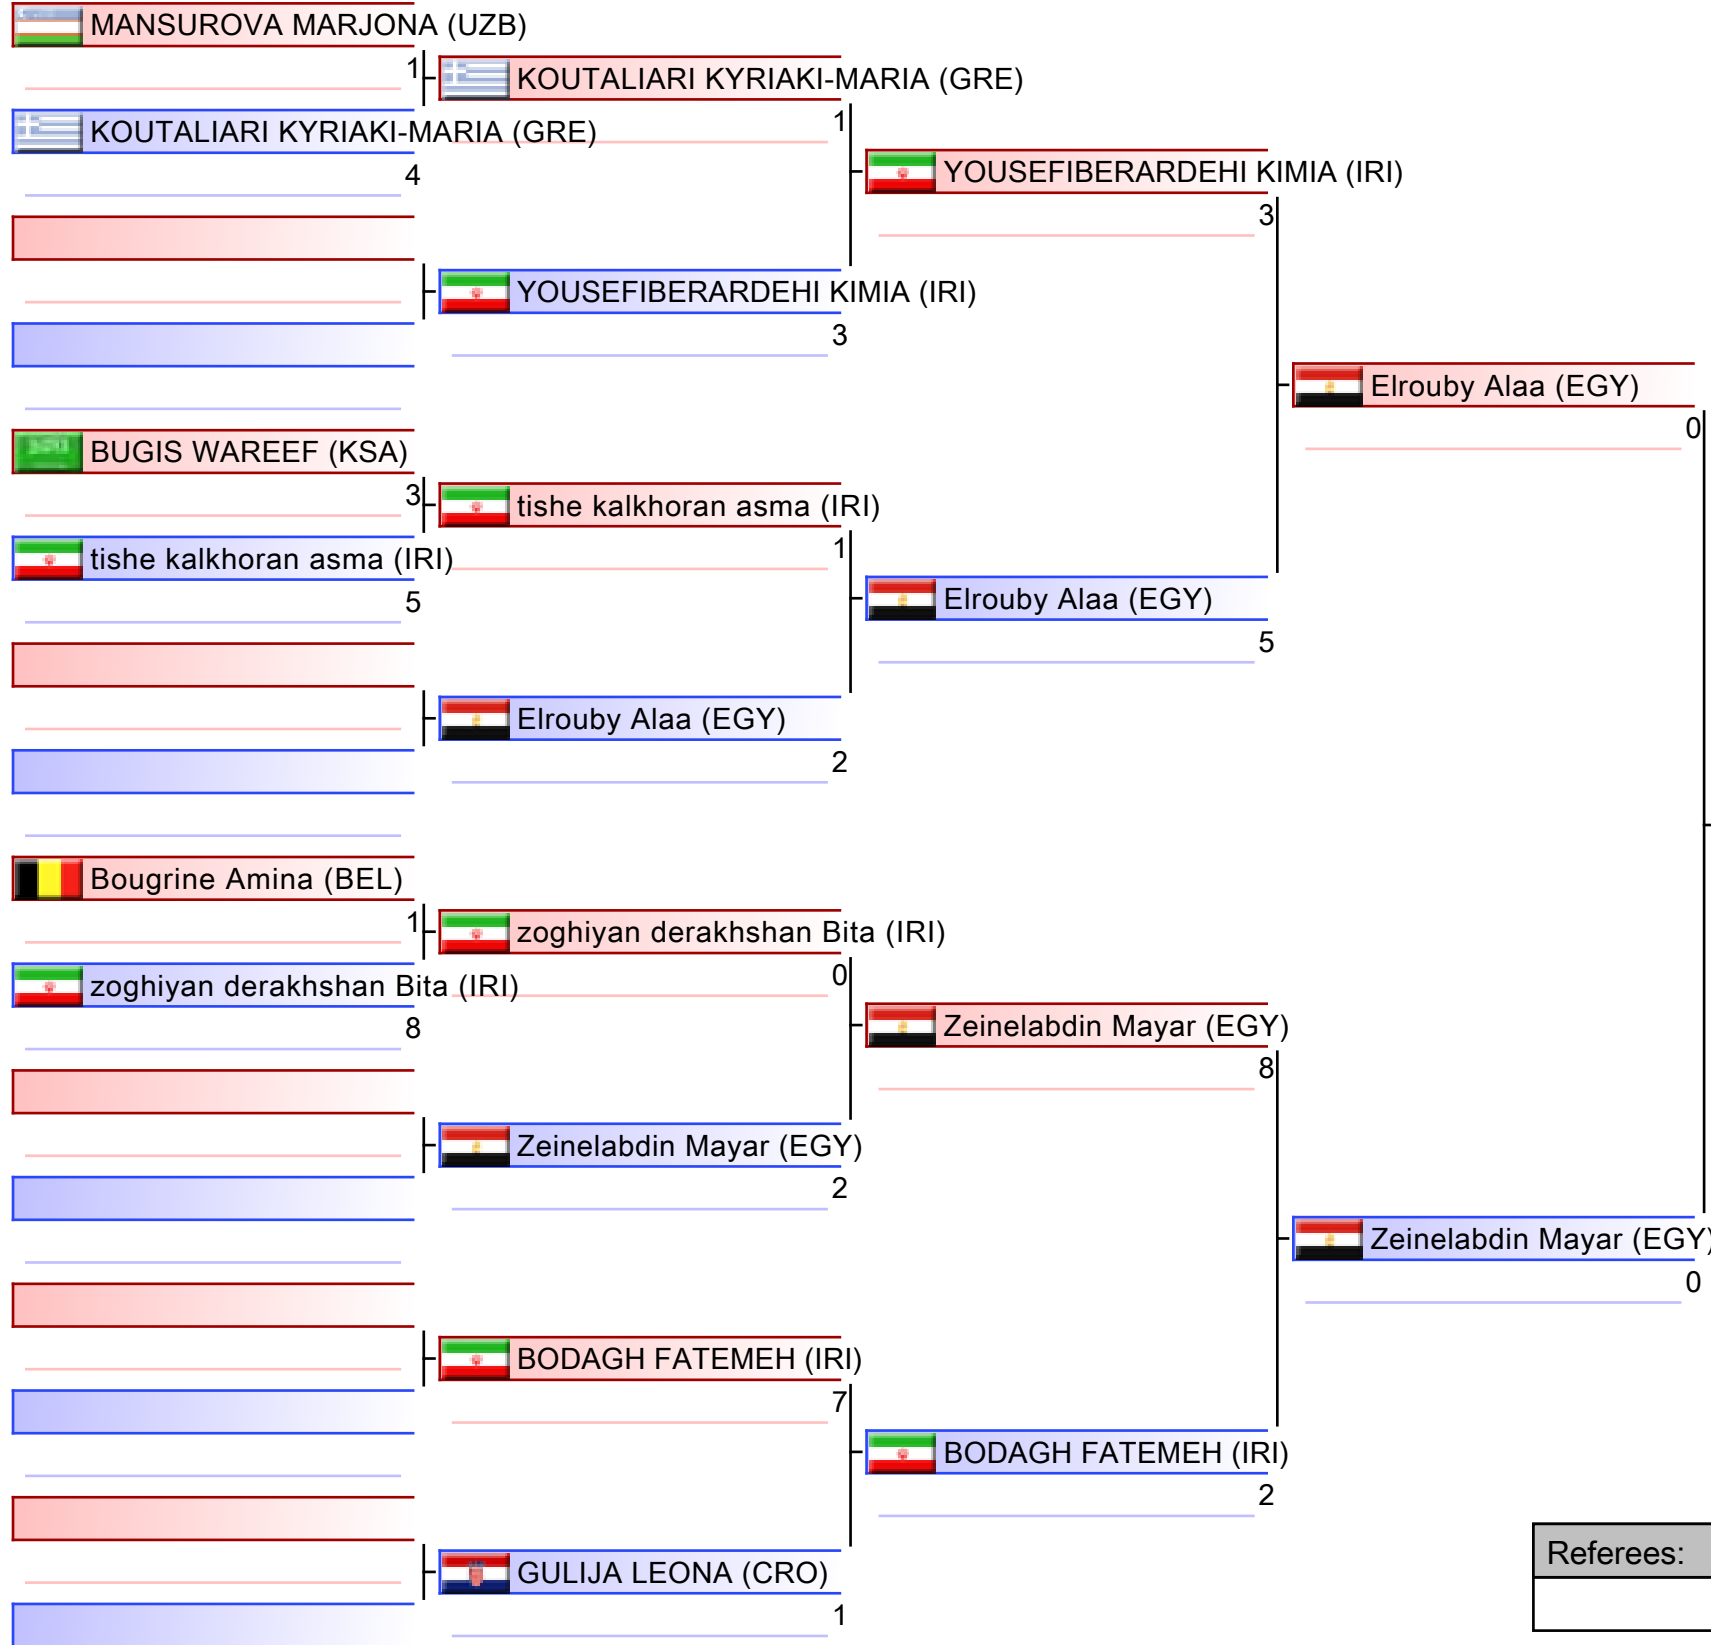 MANSUROVA MARJONA (UZB)
1
KOUTALIARI KYRIAKI-MARIA (GRE)
1
KOUTALIARI KYRIAKI-MARIA (GRE)
4
YOUSEFIBERARDEHI KIMIA (IRI)
3
YOUSEFIBERARDEHI KIMIA (IRI)
3
Elrouby Alaa (EGY)
0
BUGIS WAREEF (KSA)
3
tishe kalkhoran asma (IRI)
1
tishe kalkhoran asma (IRI)
5
Elrouby Alaa (EGY)
5
Elrouby Alaa (EGY)
2
Bougrine Amina (BEL)
1
zoghiyan derakhshan Bita (IRI)
0
zoghiyan derakhshan Bita (IRI)
8
Zeinelabdin Mayar (EGY)
8
Zeinelabdin Mayar (EGY)
2
Zeinelabdin Mayar (EGY)
0
BODAGH FATEMEH (IRI)
7
BODAGH FATEMEH (IRI)
2
GULIJA LEONA (CRO)
1
Referees: